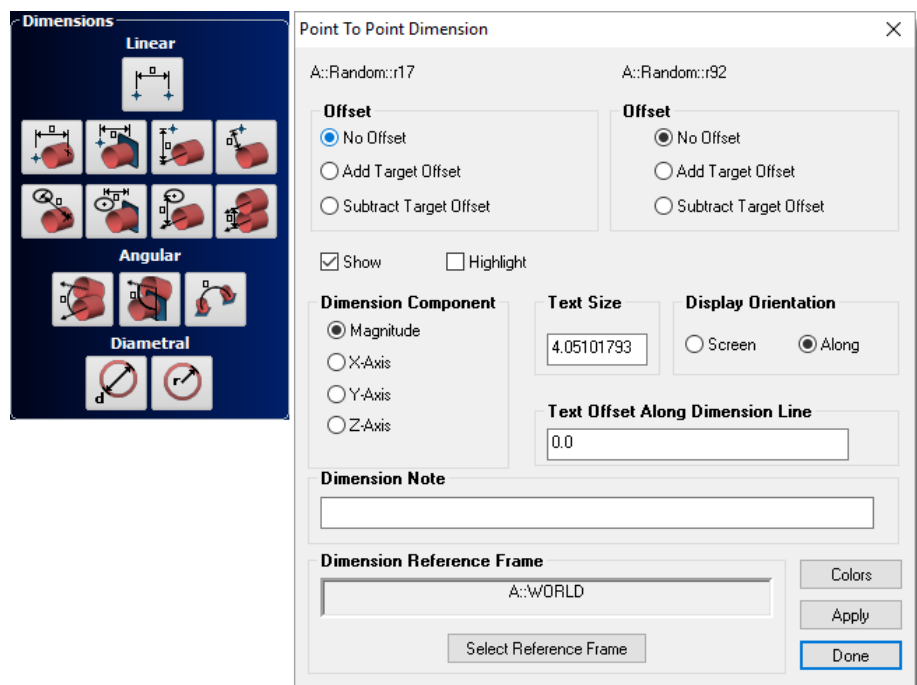 Dimensions
Linear
Angular
Diametral
d
r
Point To Point Dimension
A::Random::r17
A::Random::r92
Offset
No Offset
Add Target Offset
Subtract Target Offset
Offset
No Offset
Add Target Offset
Subtract Target Offset
Show
Highlight
Dimension Component
Magnitude
X-Axis
Y-Axis
Z-Axis
Text Size
4.05101793
Display Orientation
Screen
Along
Text Offset Along Dimension Line
0.0
Dimension Note
Dimension Reference Frame
A::WORLD
Select Reference Frame
Colors
Apply
Done